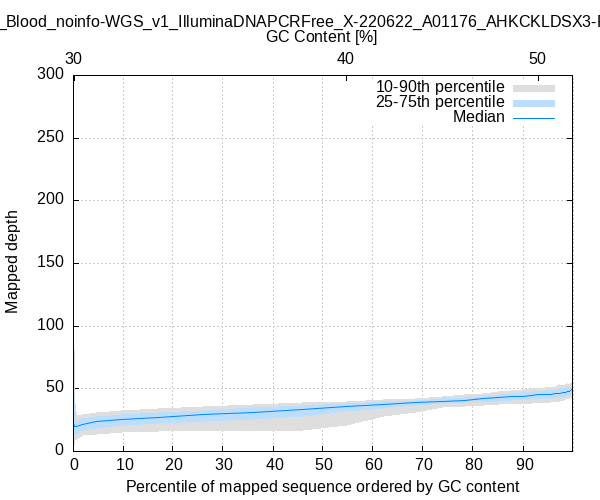 _Blood_noinfo-WGS_v1_IlluminaDNAPCRFree_X-220622_A01176_AHKCKLDSX3-
GC Content [%]
30 40 50
300
250
200
150
100
50
0
Mapped depth
10-90th percentile
25-75th percentile
Median
0 10 20 30 40 50 60 70 80 90
Percentile of mapped sequence ordered by GC content